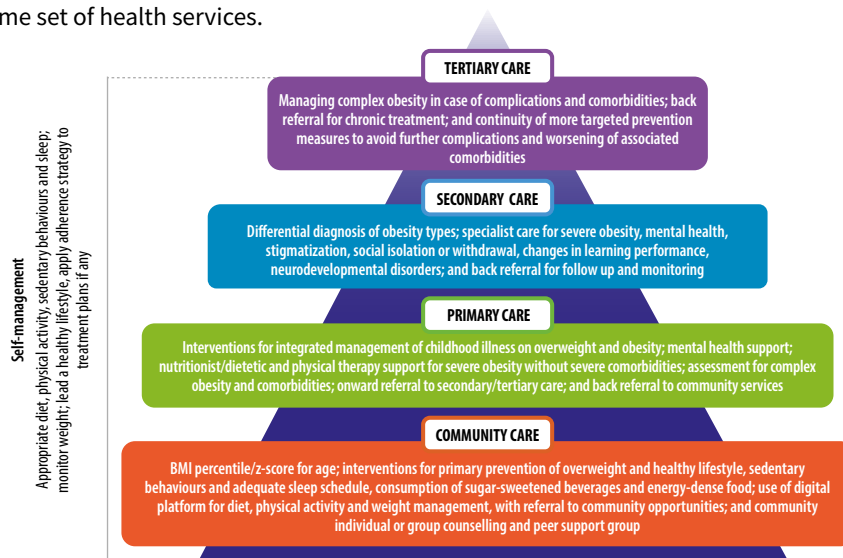 me set of health services.
TERTIARY CARE
Managing complex obesity in case of complications and comorbidities; back
referral for chronic treatment; and continuity of more targeted prevention
measures to avoid further complications and worsening of associated
comorbidities
SECONDARY CARE
Differential diagnosis of obesity types; specialist care for severe obesity, mental health,
stigmatization, social isolation or withdrawal, changes in learning performance,
neurodevelopmental disorders; and back referral for follow up and monitoring
PRIMARY CARE
Interventions for integrated management of childhood illness on overweight and obesity; mental health support;
nutritionist/dietetic and physical therapy support for severe obesity without severe comorbidities; assessment for complex
obesity and comorbidities; onward referral to secondary/tertiary care; and back referral to community services
COMMUNITY CARE
BMI percentile/z-score for age; interventions for primary prevention of overweight and healthy lifestyle, sedentary
behaviours and adequate sleep schedule, consumption of sugar-sweetened beverages and energy-dense food; use of digital
platform for diet, physical activity and weight management, with referral to community opportunities; and community
individual or group counselling and peer support group
Self-management
Appropriate diet, physical activity, sedentary behaviours and sleep;
monitor weight; lead a healthy lifestyle, apply adherence strategy to
treatment plans if any